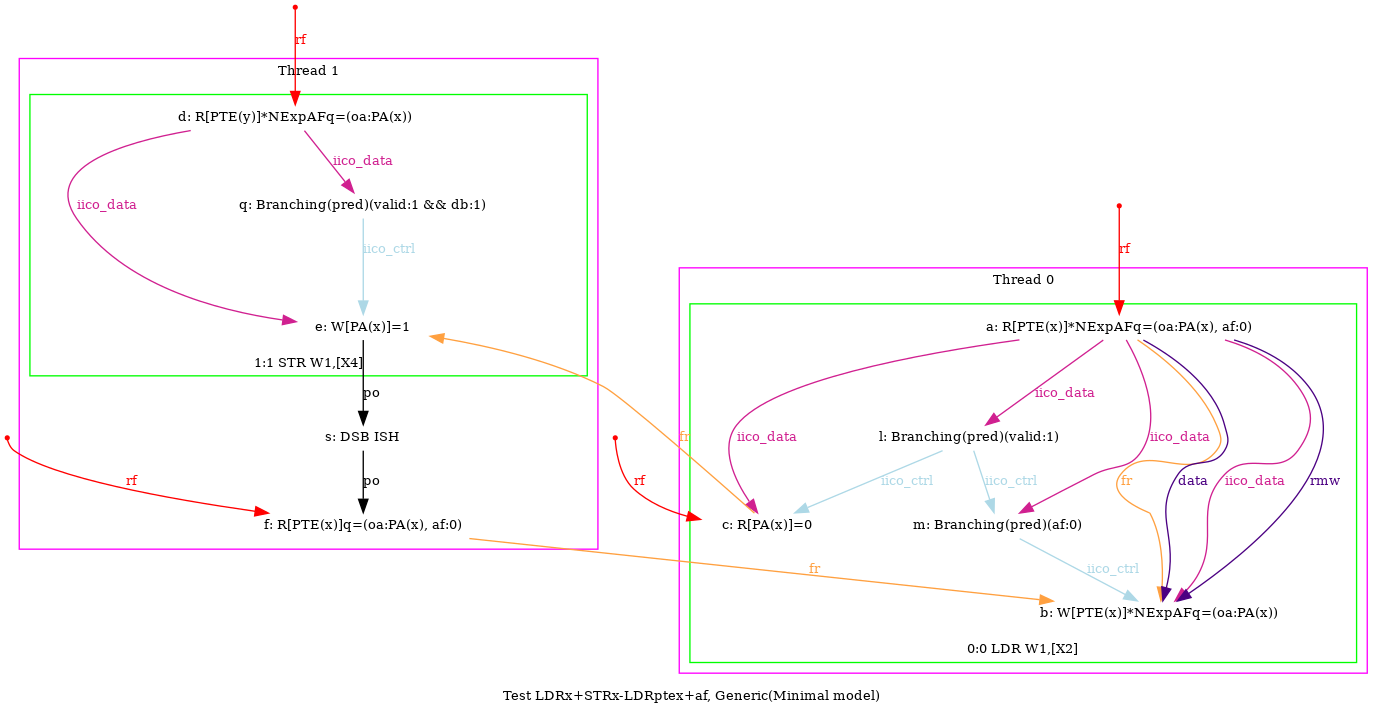 rf
Thread 1
d: R[PTE(y)]*NExpAFq=(oa:PA(x))
iico_data
iico_data
q: Branching(pred)(valid:1 && db:1)
iico_ctrl
e: W[PA(x)]=1
1:1 STR W1,[X4]
po
s: DSB ISH
po
rf
f: R[PTE(x)]q=(oa:PA(x), af:0)
rf
Thread 0
a: R[PTE(x)]*NExpAFq=(oa:PA(x), af:0)
iico_data
fr
iico_data
iico_data
l: Branching(pred)(valid:1)
rf
iico_ctrl
iico_ctrl
fr
data
iico_data
rmw
c: R[PA(x)]=0
m: Branching(pred)(af:0)
fr
iico_ctrl
b: W[PTE(x)]*NExpAFq=(oa:PA(x))
0:0 LDR W1,[X2]
Test LDRx+STRx-LDRptex+af, Generic(Minimal model)